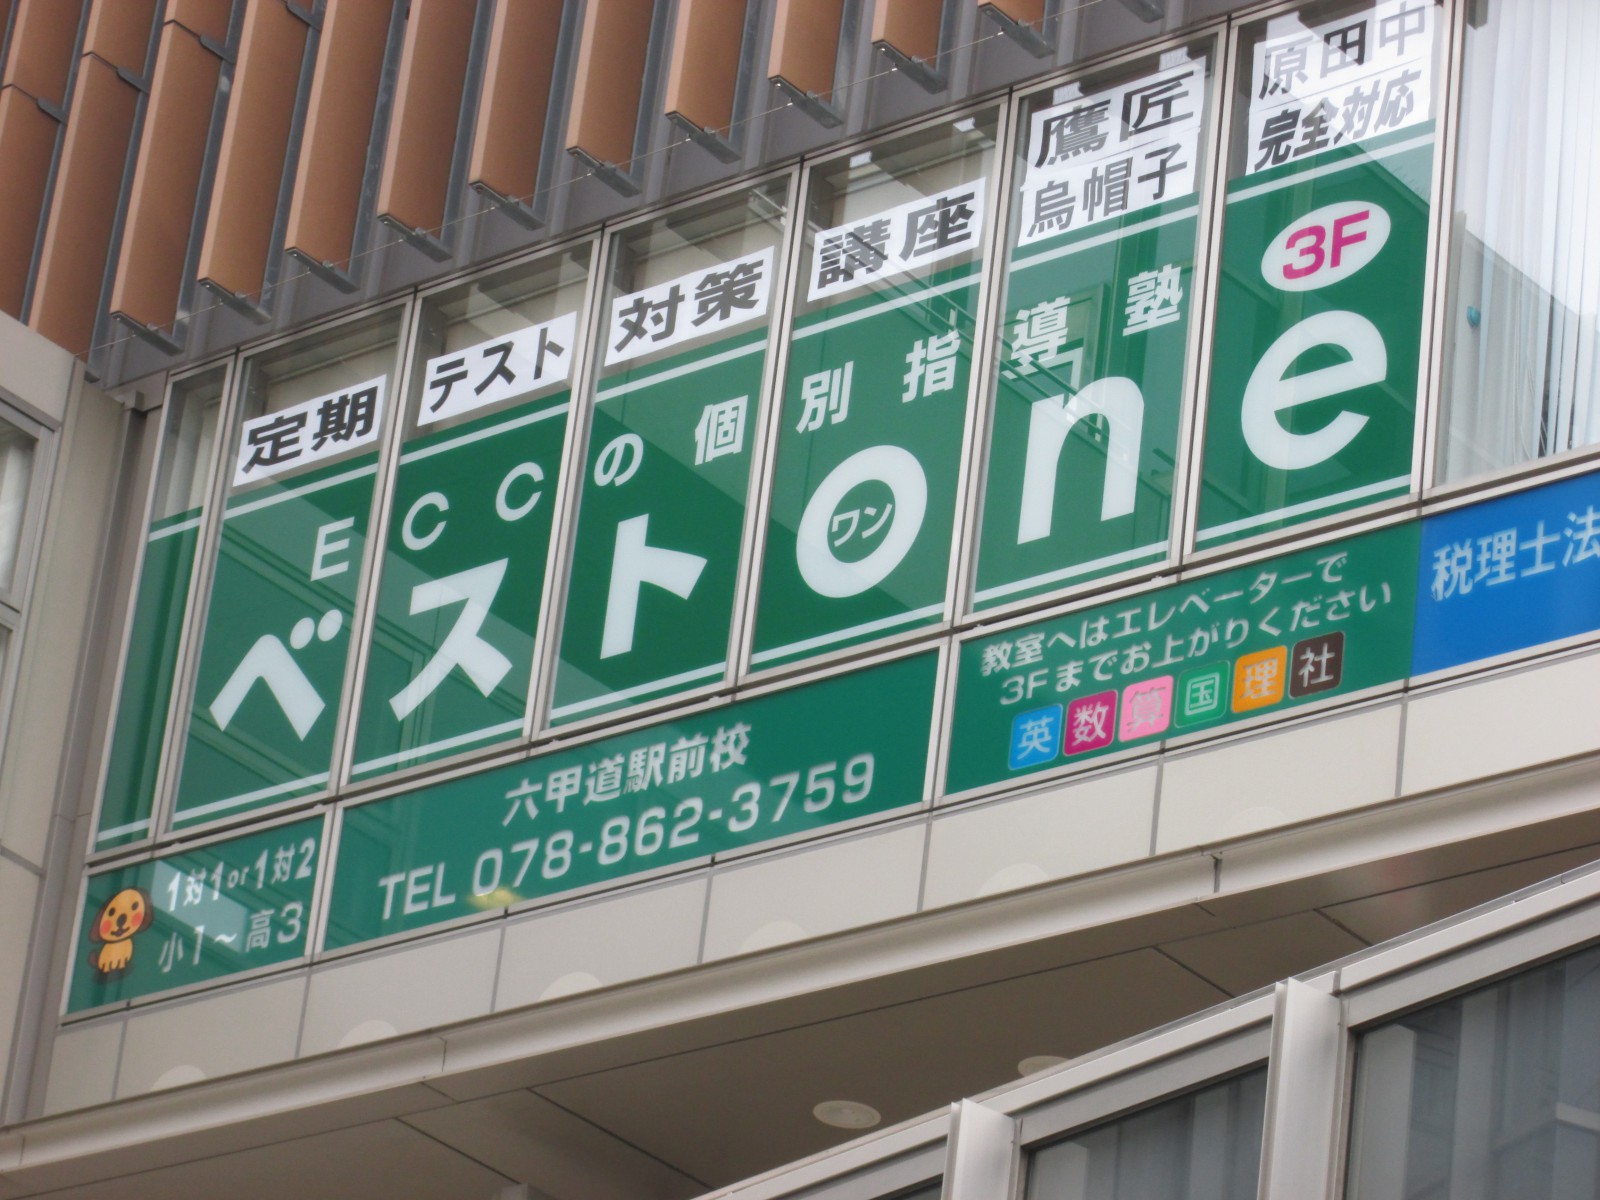 定期 テスト 対策 講座
鷹匠
烏帽子
原田中
完全対応
ECCの個別指導塾
3F
ベストone
ワン
教室へはエレベーターで
3Fまでお上がりください
英数算国理社
六甲道駅前校
TEL 078-862-3759
1対1or1対2
小1～高3
税理士法